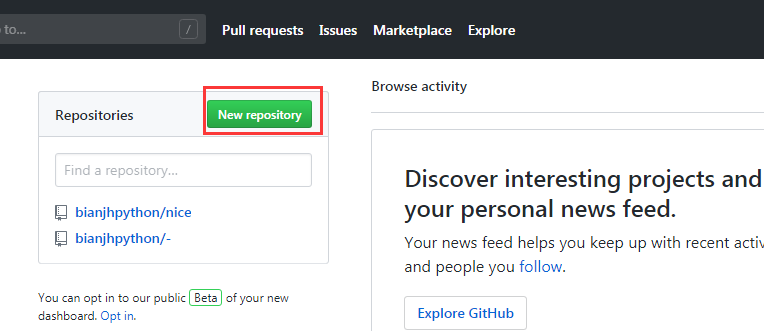 to... / Pull requests Issues Marketplace Explore
Repositories New repository
Find a repository...
bianjhpython/nice
bianjhpython/-
You can opt in to our public Beta of your new
dashboard. Opt in.
Browse activity
Discover interesting projects and
your personal news feed.
Your news feed helps you keep up with recent activ
and people you follow.
Explore GitHub